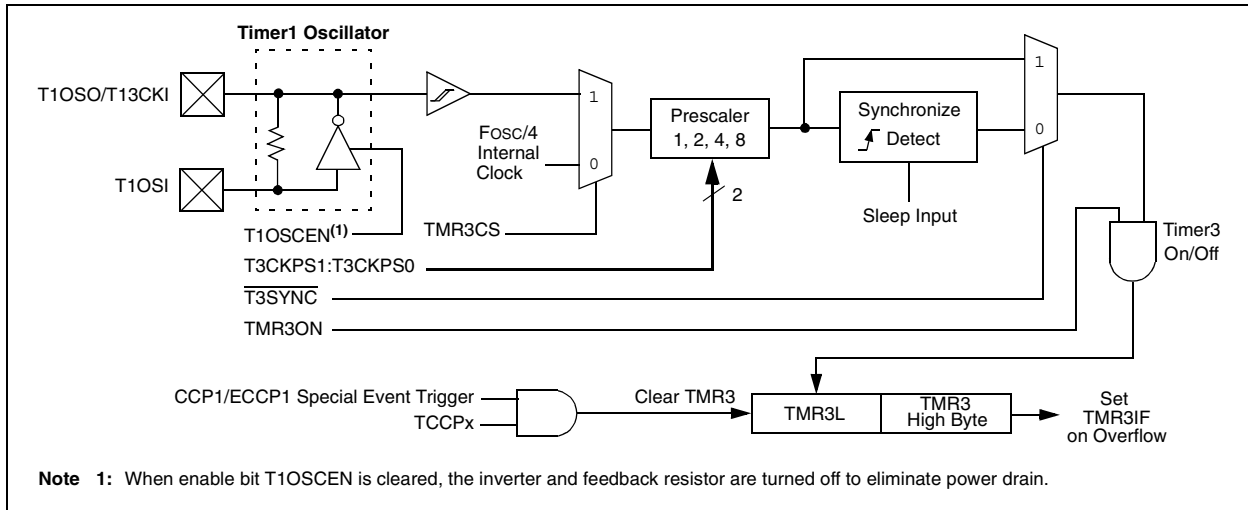 Timer1 Oscillator
T1OSO/T13CKI
T1OSI
1
0
FOSC/4
Internal
Clock
Prescaler
1, 2, 4, 8
2
Synchronize
Detect
Sleep Input
1
0
Timer3
On/Off
T1OSCEN(1)
TMR3CS
T3CKPS1:T3CKPS0
T3SYNC
TMR3ON
CCP1/ECCP1 Special Event Trigger
TCCPx
Clear TMR3
TMR3L
TMR3
High Byte
Set
TMR3IF
on Overflow
Note 1: When enable bit T1OSCEN is cleared, the inverter and feedback resistor are turned off to eliminate power drain.